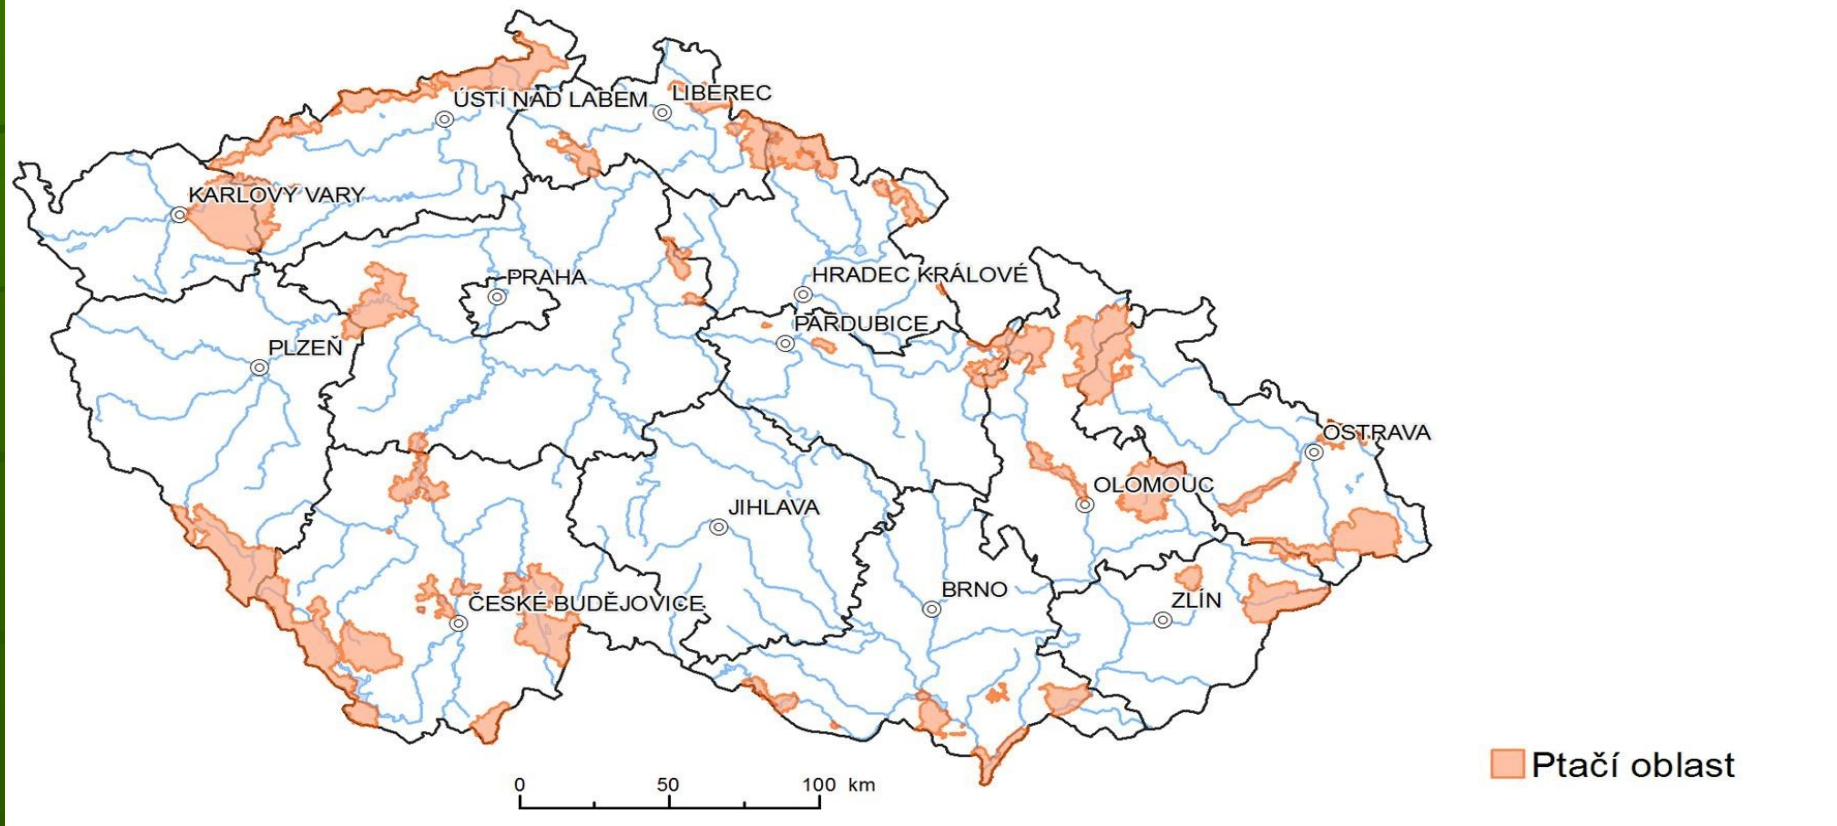 ÚSTÍ NAD LABEM
LIBEREC
KARLOVY VARY
PRAHA
HRADEC KRÁLOVÉ
PARDUBICE
PLZEŇ
OSTRAVA
OLOMOUC
JIHLAVA
BRNO
ČESKÉ BUDĚJOVICE
ZLÍN
0 50 100 km
Ptačí oblast